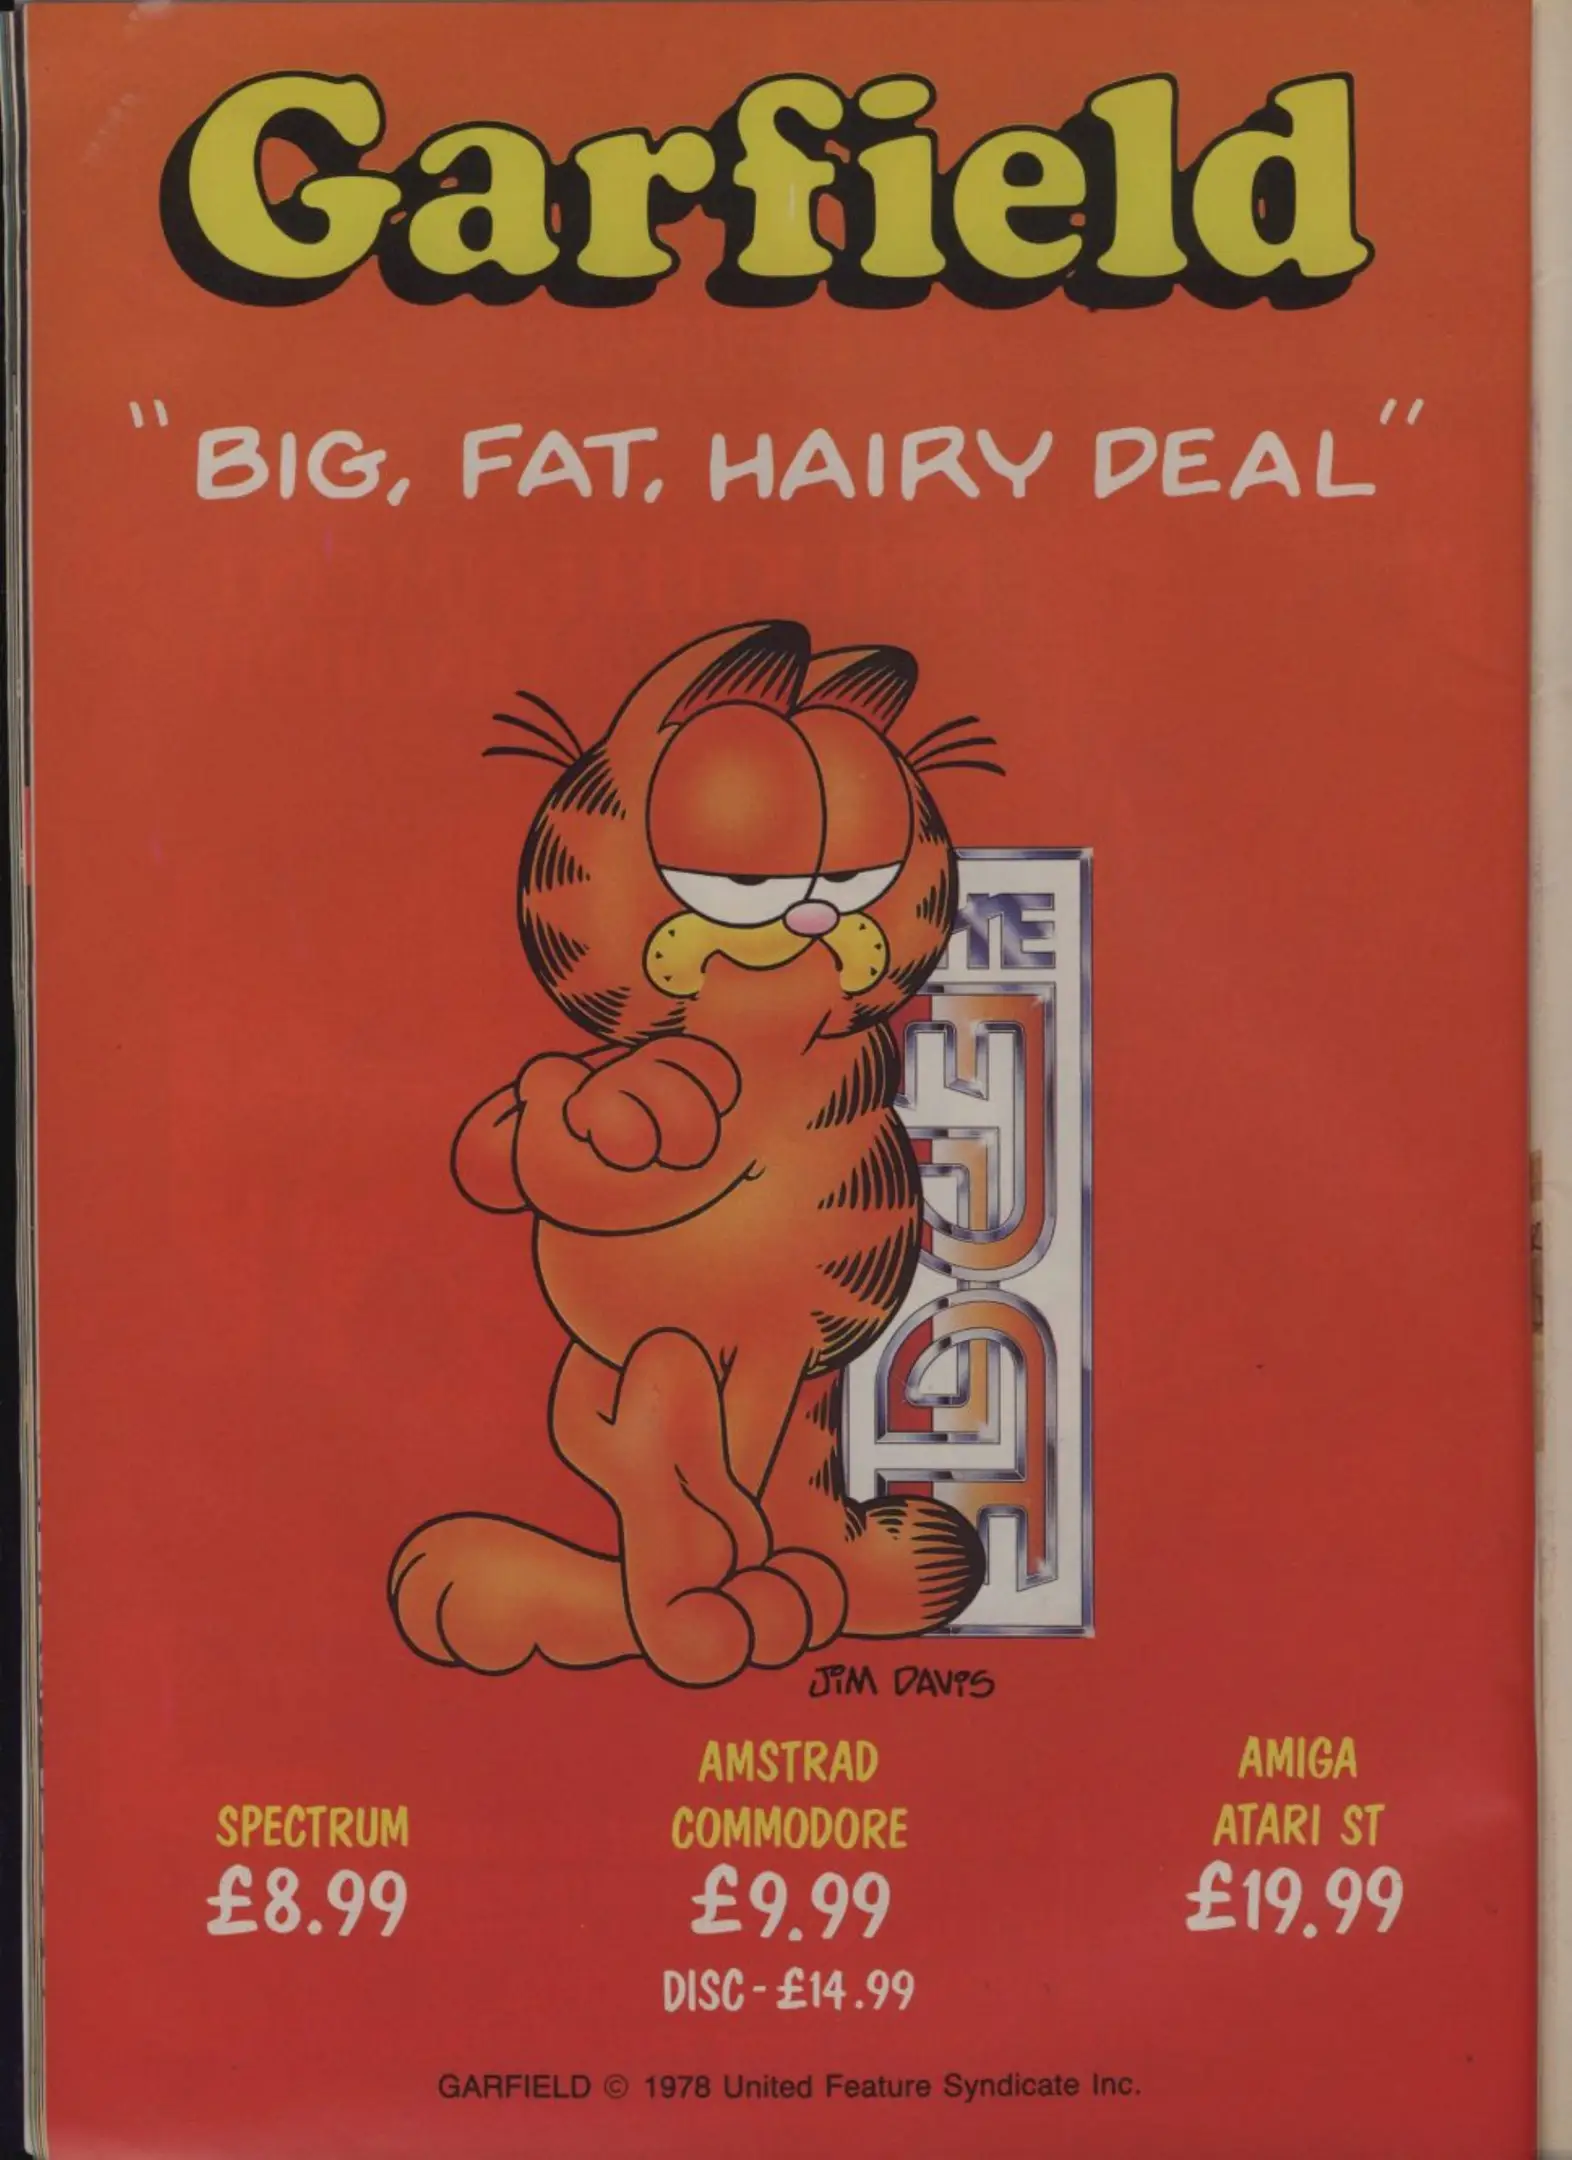 Garfield
"BIG, FAT, HAIRY DEAL"
THE
EDGE
JIM DAVIS
SPECTRUM
£8.99
AMSTRAD
COMMODORE
£9.99
DISC - £14.99
AMIGA
ATARI ST
£19.99
GARFIELD © 1978 United Feature Syndicate Inc.